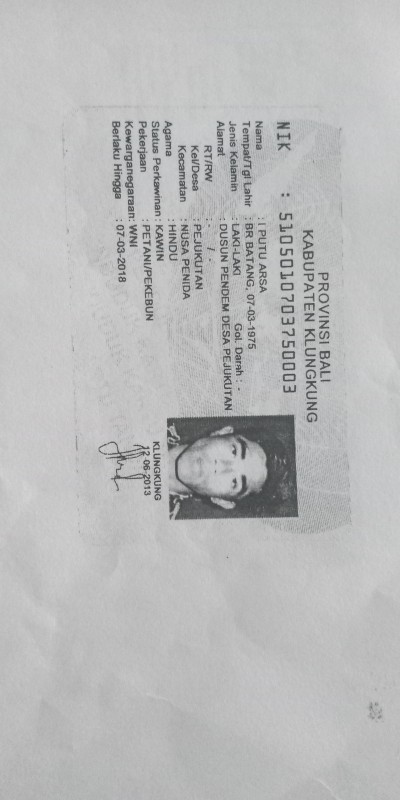 PROVINSI BALI
KABUPATEN KLUNGKUNG
NIK : 5105010703750003
Nama : I PUTU ARSA
Tempat/Tgl Lahir : BR BATANG, 07-03-1975
Jenis Kelamin : LAKI-LAKI Gol. Darah : -
Alamat : DUSUN PENDEM DESA PEJUKUTAN
RT/RW : - / -
Kel/Desa : PEJUKUTAN
Kecamatan : NUSA PENIDA
Agama : HINDU
Status Perkawinan : KAWIN
Pekerjaan : PETANI/PEKEBUN
Kewarganegaraan: WNI
Berlaku Hingga : 07-03-2018
KLUNGKUNG
12-06-2013